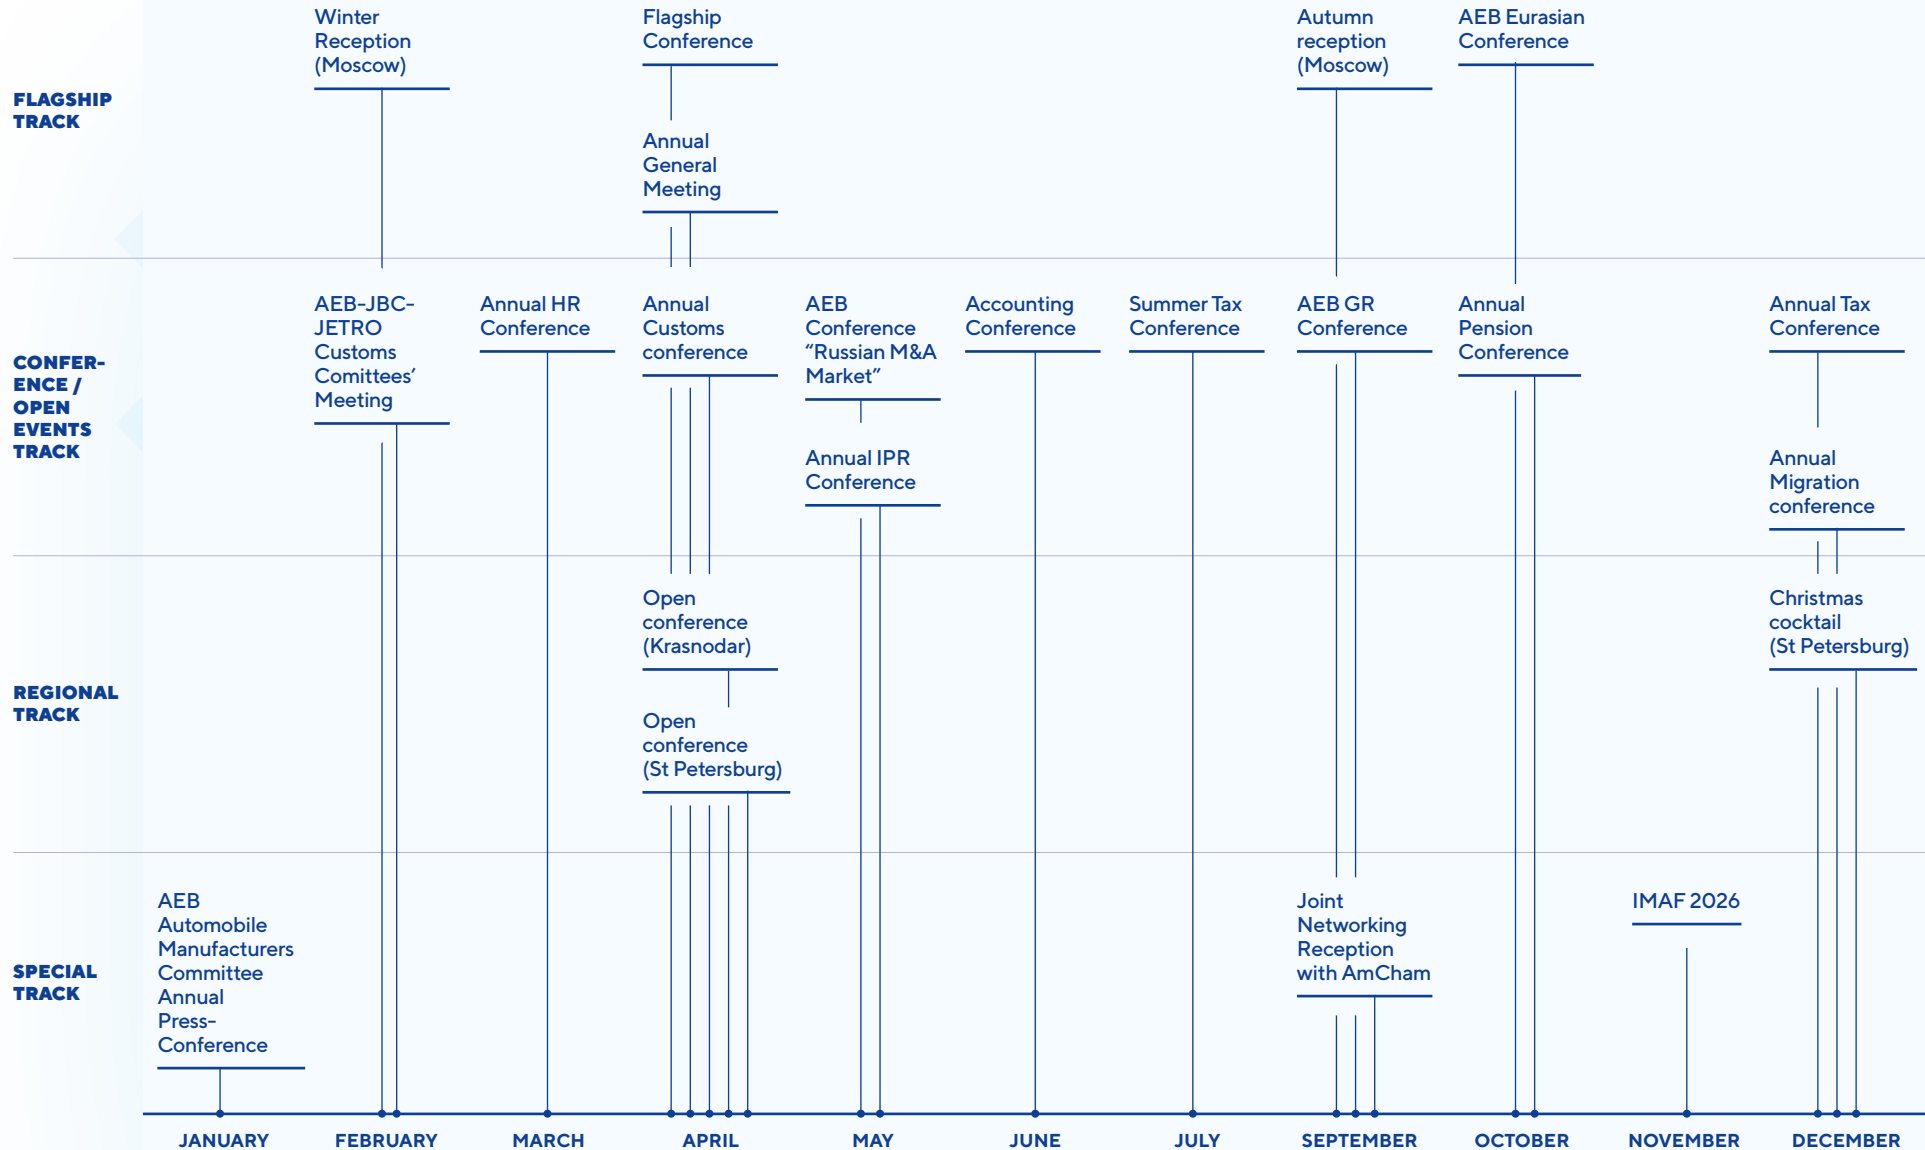 FLAGSHIP
TRACK
Winter
Reception
(Moscow)
Flagship
Conference
Annual
General
Meeting
Autumn
reception
(Moscow)
AEB Eurasian
Conference
CONFER-
ENCE /
OPEN
EVENTS
TRACK
AEB-JBC-
JETRO
Customs
Comittees’
Meeting
Annual HR
Conference
Annual
Customs
conference
AEB
Conference
“Russian M&A
Market”
Annual IPR
Conference
Accounting
Conference
Summer Tax
Conference
AEB GR
Conference
Annual
Pension
Conference
Annual Tax
Conference
Annual
Migration
conference
REGIONAL
TRACK
Open
conference
(Krasnodar)
Open
conference
(St Petersburg)
Christmas
cocktail
(St Petersburg)
SPECIAL
TRACK
AEB
Automobile
Manufacturers
Committee
Annual
Press-
Conference
Joint
Networking
Reception
with AmCham
IMAF 2026
JANUARY
FEBRUARY
MARCH
APRIL
MAY
JUNE
JULY
SEPTEMBER
OCTOBER
NOVEMBER
DECEMBER